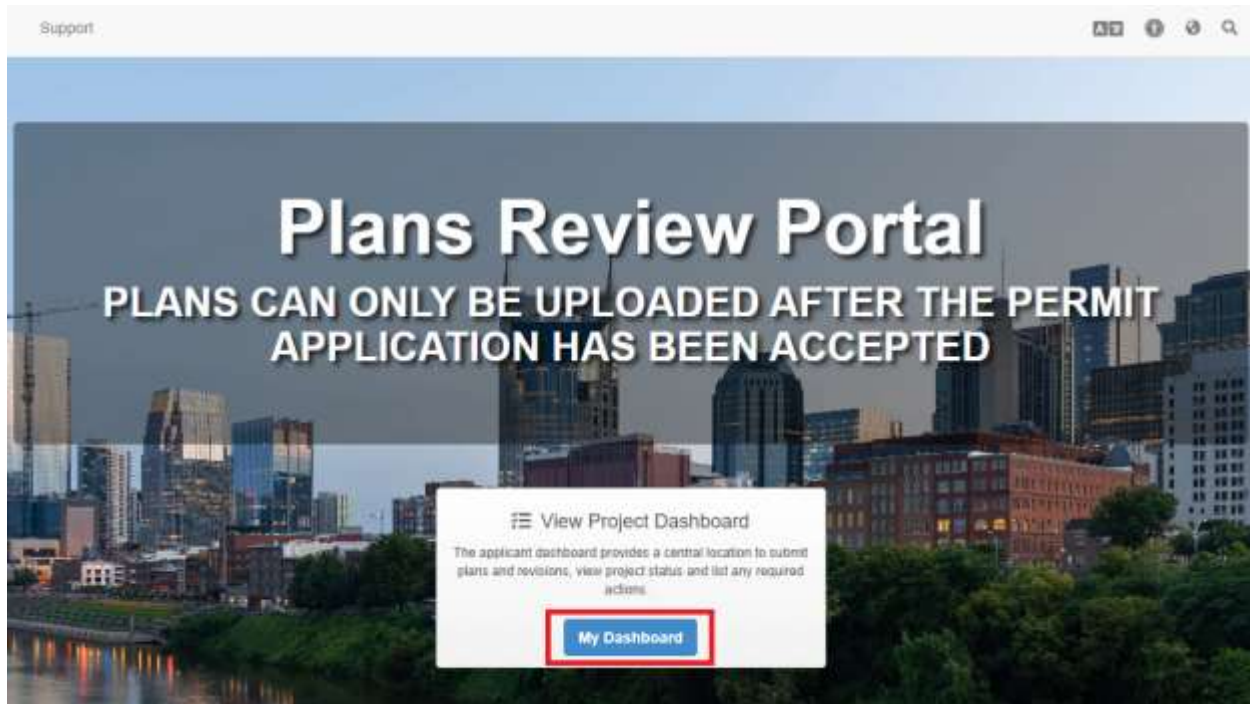 Support
Plans Review Portal
PLANS CAN ONLY BE UPLOADED AFTER THE PERMIT
APPLICATION HAS BEEN ACCEPTED
View Project Dashboard
The applicant dashboard provides a central location to submit
plans and revisions, view project status and list any required
actions.
My Dashboard